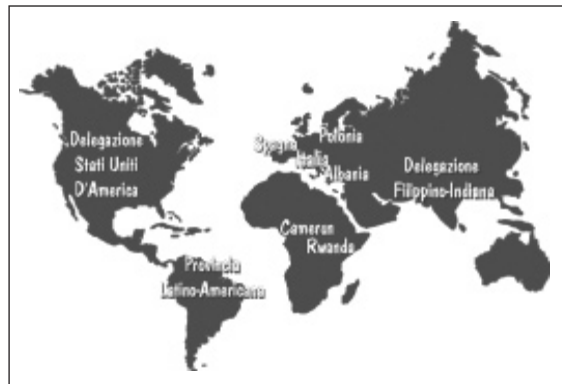 Delegazione
Stati Uniti
D'America
Spagna
Polonia
Italia
Albania
Delegazione
Filippino-Indiana
Camerun
Rwanda
Provincia
Latino-Americana